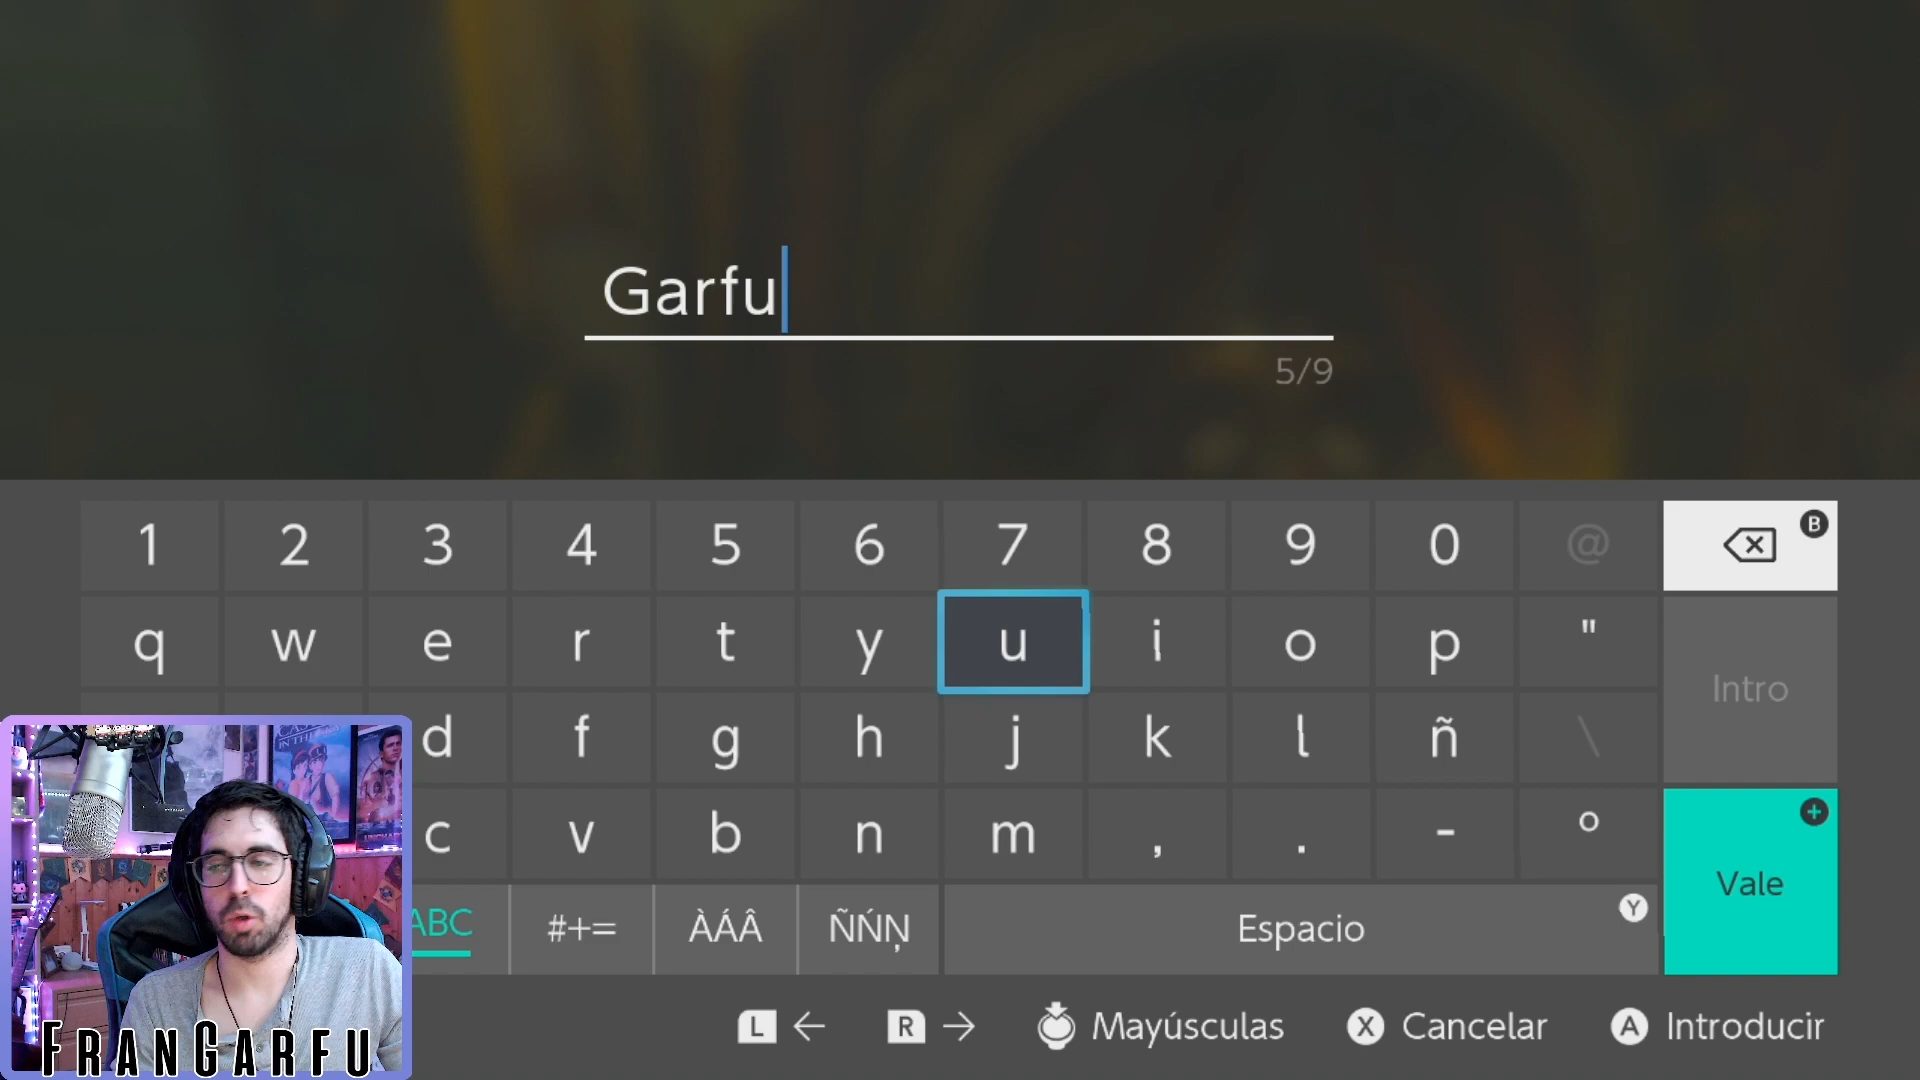 Garfu
5/9
1 2 3 4 5 6 7 8 9 0 @ B
q w e r t y u i o p "
Intro
d f g h j k l ñ \
c v b n m , . - º
+ Vale
ABC #+= ÀÁÂ ÑŃŅ Espacio Y
L ← R → Mayúsculas X Cancelar A Introducir
FRANGARFU